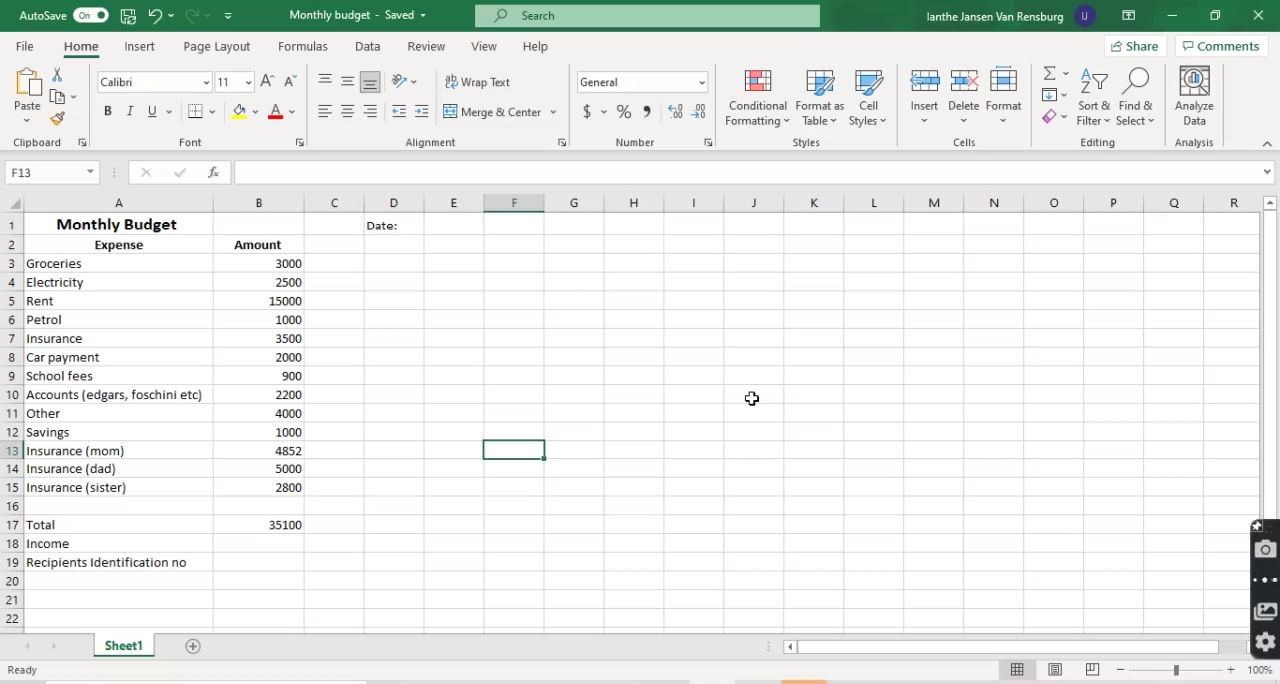 AutoSave On Monthly budget - Saved Search Ianthe Jansen Van Rensburg IJ
File Home Insert Page Layout Formulas Data Review View Help Share Comments
Paste Calibri 11 Wrap Text General Conditional Formatting Format as Table Cell Styles Insert Delete Format Sort & Filter Find & Select Analyze Data
B I U Merge & Center $ % ,
Clipboard Font Alignment Number Styles Cells Editing Analysis
F13 fx
A B C D E F G H I J K L M N O P Q R
1 Monthly Budget Date:
2 Expense Amount
3 Groceries 3000
4 Electricity 2500
5 Rent 15000
6 Petrol 1000
7 Insurance 3500
8 Car payment 2000
9 School fees 900
10 Accounts (edgars, foschini etc) 2200
11 Other 4000
12 Savings 1000
13 Insurance (mom) 4852
14 Insurance (dad) 5000
15 Insurance (sister) 2800
16
17 Total 35100
18 Income
19 Recipients Identification no
20
21
22
Sheet1
Ready 100%